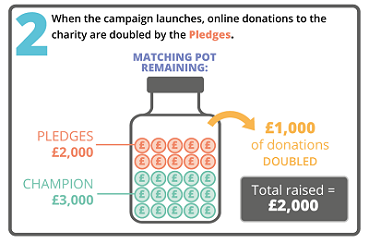 2
When the campaign launches, online donations to the
charity are doubled by the Pledges.
MATCHING POT
REMAINING:
PLEDGES
£2,000
CHAMPION
£3,000
£ £ £ £ £
£ £ £ £ £
£ £ £ £ £
£ £ £ £ £
£ £ £ £ £
£1,000
of donations
DOUBLED
Total raised =
£2,000